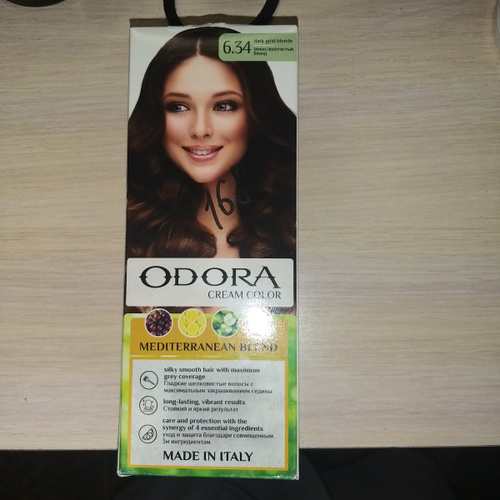 6.34
dark gold blonde
темно-золотистый
блонд
16
ODORA
CREAM COLOR
MEDITERRANEAN BLEND
silky smooth hair with maximum
grey coverage
Гладкие шелковистые волосы с
максимальным закрашиванием седины
long-lasting, vibrant results
Стойкий и яркий результат
care and protection with the
synergy of 4 essential ingredients
уход и защита благодаря совмещенным
3м ингредиентам
MADE IN ITALY